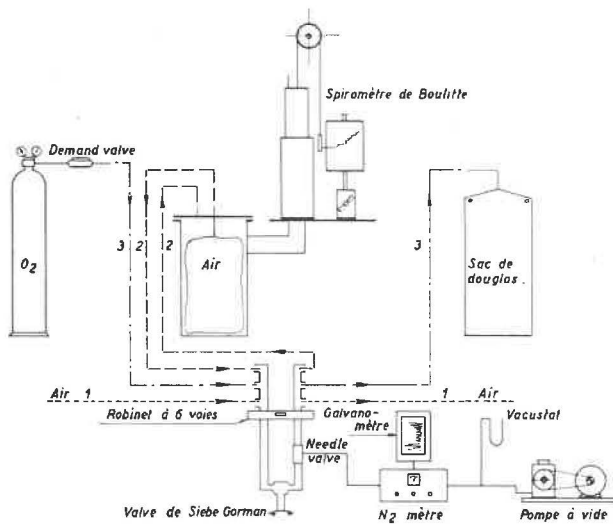 Spiromètre de Boulitte
Demand valve
3
2
2
3
O2
Air
Sac de
douglas.
Air 1
1 Air
Robinet à 6 voies
Galvano-
mètre
Vacustat
Needle
valve
Valve de Siebe Gorman
N2 mètre
Pompe à vide